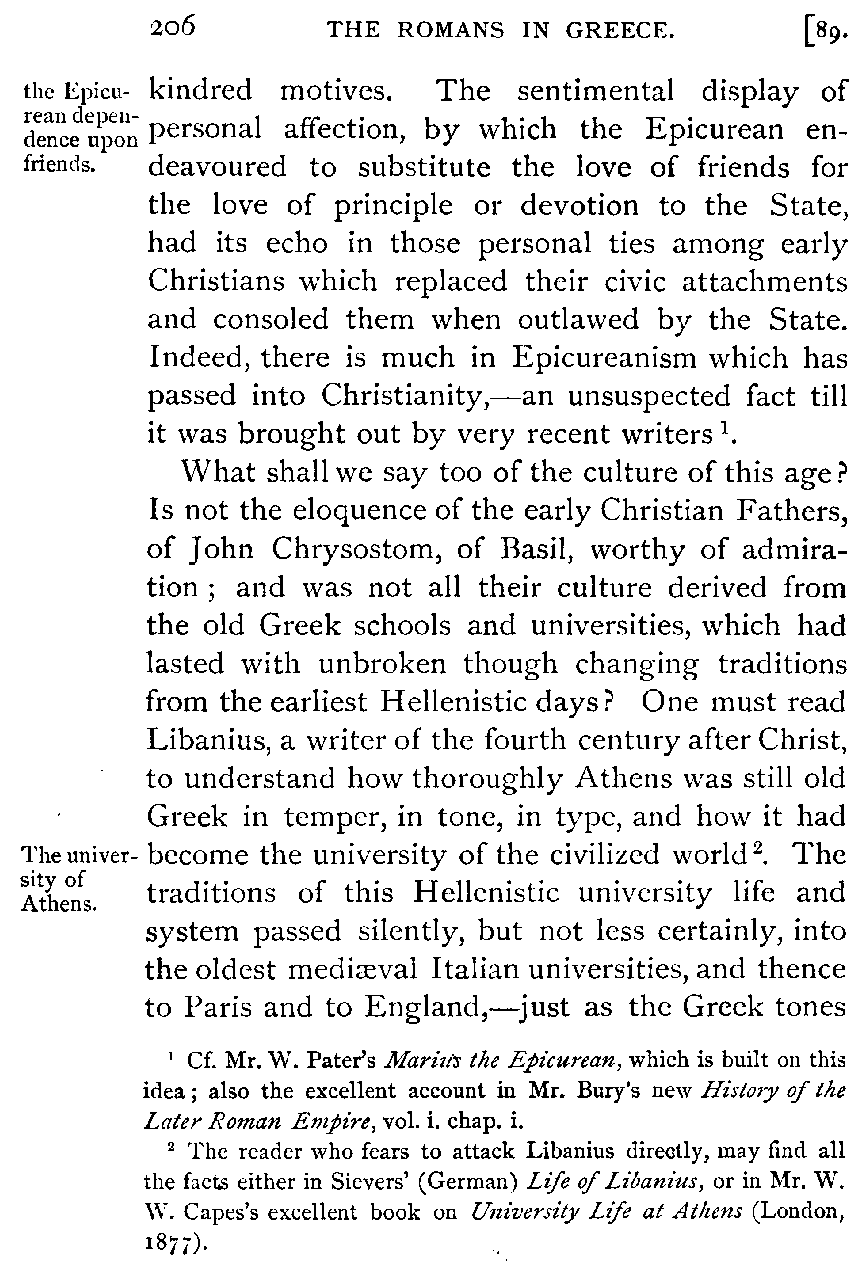 206 THE ROMANS IN GREECE. [89.
the Epicu-
rean depen-
dence upon
friends.
kindred motives. The sentimental display of
personal affection, by which the Epicurean en-
deavoured to substitute the love of friends for
the love of principle or devotion to the State,
had its echo in those personal ties among early
Christians which replaced their civic attachments
and consoled them when outlawed by the State.
Indeed, there is much in Epicureanism which has
passed into Christianity,—an unsuspected fact till
it was brought out by very recent writers ¹.
What shall we say too of the culture of this age?
Is not the eloquence of the early Christian Fathers,
of John Chrysostom, of Basil, worthy of admira-
tion ; and was not all their culture derived from
the old Greek schools and universities, which had
lasted with unbroken though changing traditions
from the earliest Hellenistic days? One must read
Libanius, a writer of the fourth century after Christ,
to understand how thoroughly Athens was still old
Greek in temper, in tone, in type, and how it had
The univer-
sity of
Athens.
become the university of the civilized world ². The
traditions of this Hellenistic university life and
system passed silently, but not less certainly, into
the oldest mediæval Italian universities, and thence
to Paris and to England,—just as the Greek tones
¹ Cf. Mr. W. Pater's Marius the Epicurean, which is built on this
idea ; also the excellent account in Mr. Bury's new History of the
Later Roman Empire, vol. i. chap. i.
² The reader who fears to attack Libanius directly, may find all
the facts either in Sievers' (German) Life of Libanius, or in Mr. W.
W. Capes's excellent book on University Life at Athens (London,
1877).